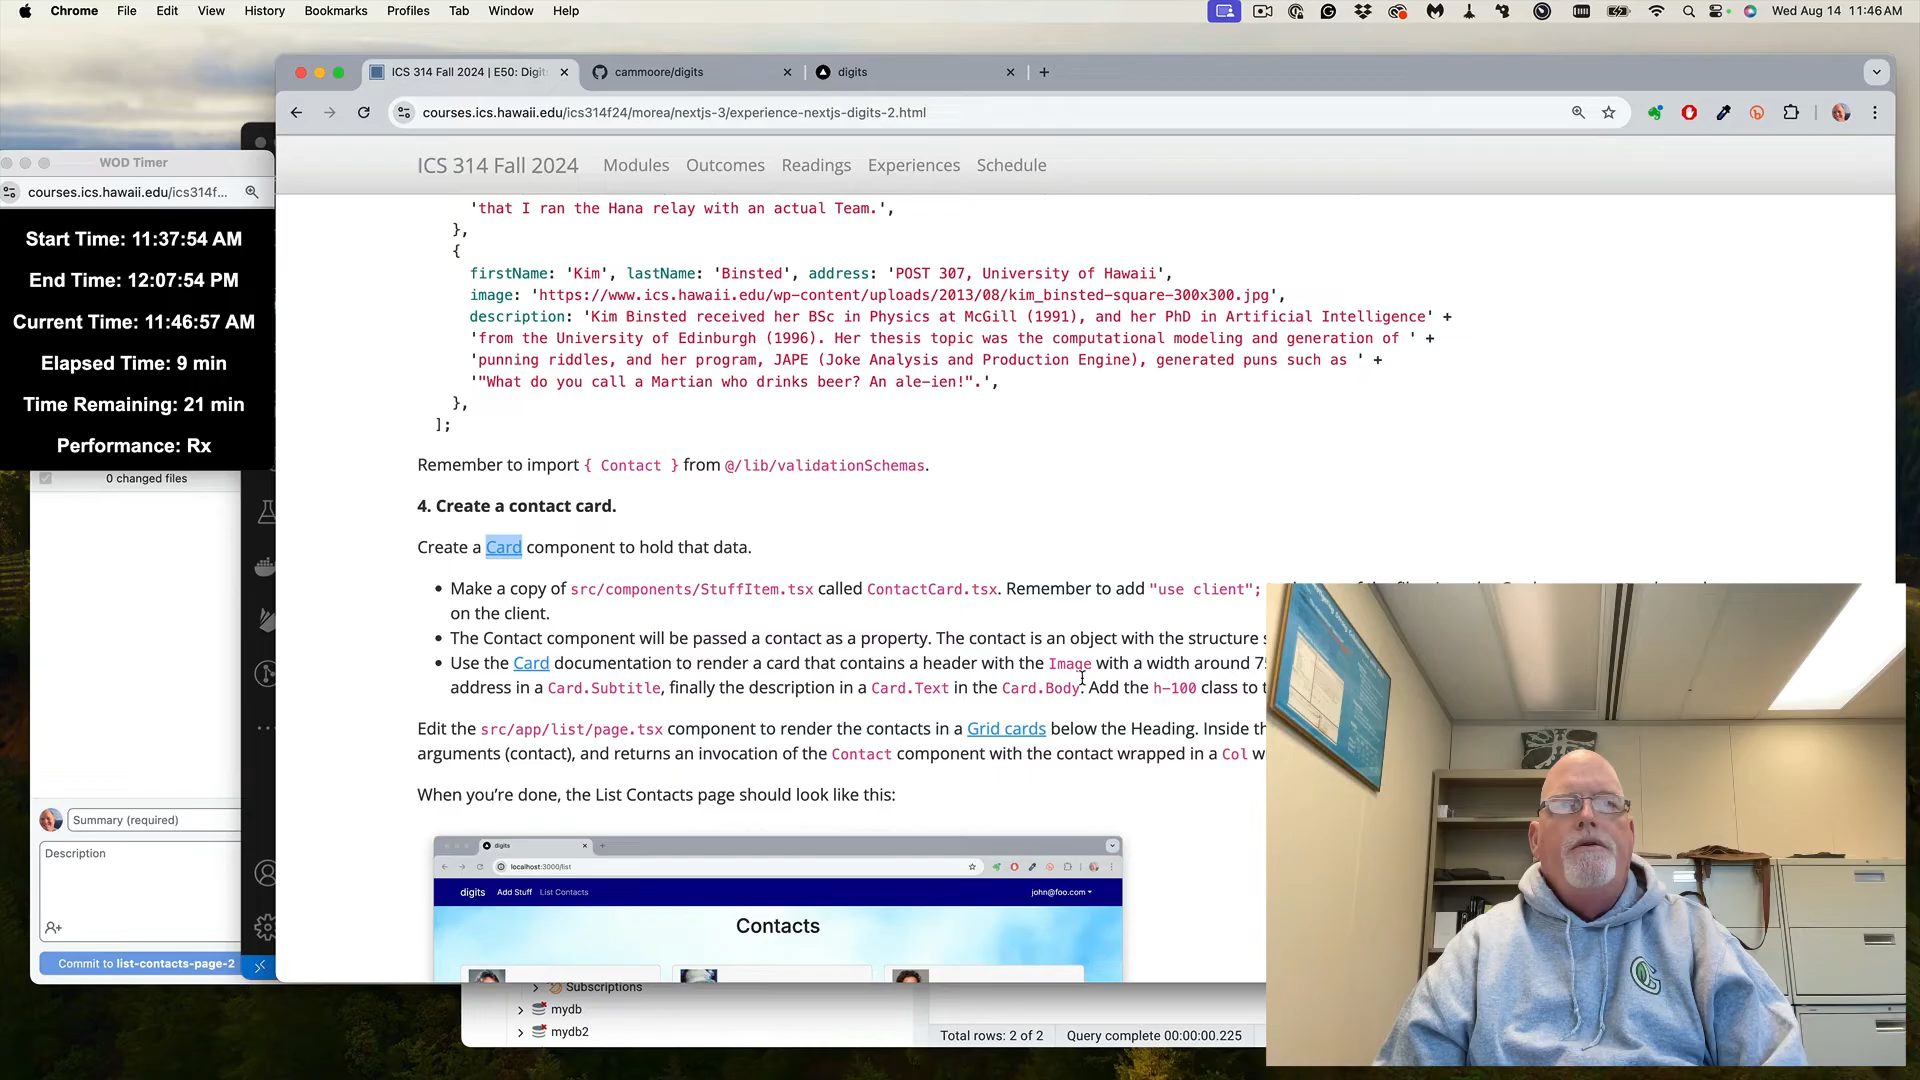 Chrome File Edit View History Bookmarks Profiles Tab Window Help
Wed Aug 14 11:46 AM
ICS 314 Fall 2024 | E50: Digits
cammoore/digits
digits
courses.ics.hawaii.edu/ics314f24/morea/nextjs-3/experience-nextjs-digits-2.html
WOD Timer
courses.ics.hawaii.edu/ics314f...
Start Time: 11:37:54 AM
End Time: 12:07:54 PM
Current Time: 11:46:57 AM
Elapsed Time: 9 min
Time Remaining: 21 min
Performance: Rx
0 changed files
Summary (required)
Description
Commit to list-contacts-page-2
ICS 314 Fall 2024 Modules Outcomes Readings Experiences Schedule
'that I ran the Hana relay with an actual Team.',
},
{
firstName: 'Kim', lastName: 'Binsted', address: 'POST 307, University of Hawaii',
image: 'https://www.ics.hawaii.edu/wp-content/uploads/2013/08/kim_binsted-square-300x300.jpg',
description: 'Kim Binsted received her BSc in Physics at McGill (1991), and her PhD in Artificial Intelligence' +
'from the University of Edinburgh (1996). Her thesis topic was the computational modeling and generation of ' +
'punning riddles, and her program, JAPE (Joke Analysis and Production Engine), generated puns such as ' +
'"What do you call a Martian who drinks beer? An ale-ien!".',
},
];
Remember to import { Contact } from @/lib/validationSchemas.
4. Create a contact card.
Create a Card component to hold that data.
Make a copy of src/components/StuffItem.tsx called ContactCard.tsx. Remember to add "use client";
on the client.
The Contact component will be passed a contact as a property. The contact is an object with the structure
Use the Card documentation to render a card that contains a header with the Image with a width around
address in a Card.Subtitle, finally the description in a Card.Text in the Card.Body. Add the h-100 class to
Edit the src/app/list/page.tsx component to render the contacts in a Grid cards below the Heading. Inside
arguments (contact), and returns an invocation of the Contact component with the contact wrapped in a Col
When you're done, the List Contacts page should look like this:
digits
localhost:3000/list
digits Add Stuff List Contacts john@foo.com
Contacts
Subscriptions
mydb
mydb2
Total rows: 2 of 2 Query complete 00:00:00.225